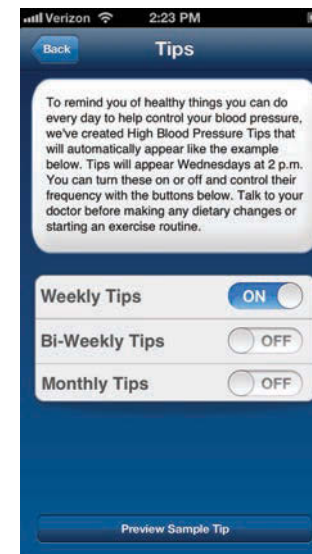 Verizon 2:23 PM
Back Tips
To remind you of healthy things you can do
every day to help control your blood pressure,
we've created High Blood Pressure Tips that
will automatically appear like the example
below. Tips will appear Wednesdays at 2 p.m.
You can turn these on or off and control their
frequency with the buttons below. Talk to your
doctor before making any dietary changes or
starting an exercise routine.
Weekly Tips ON
Bi-Weekly Tips OFF
Monthly Tips OFF
Preview Sample Tip